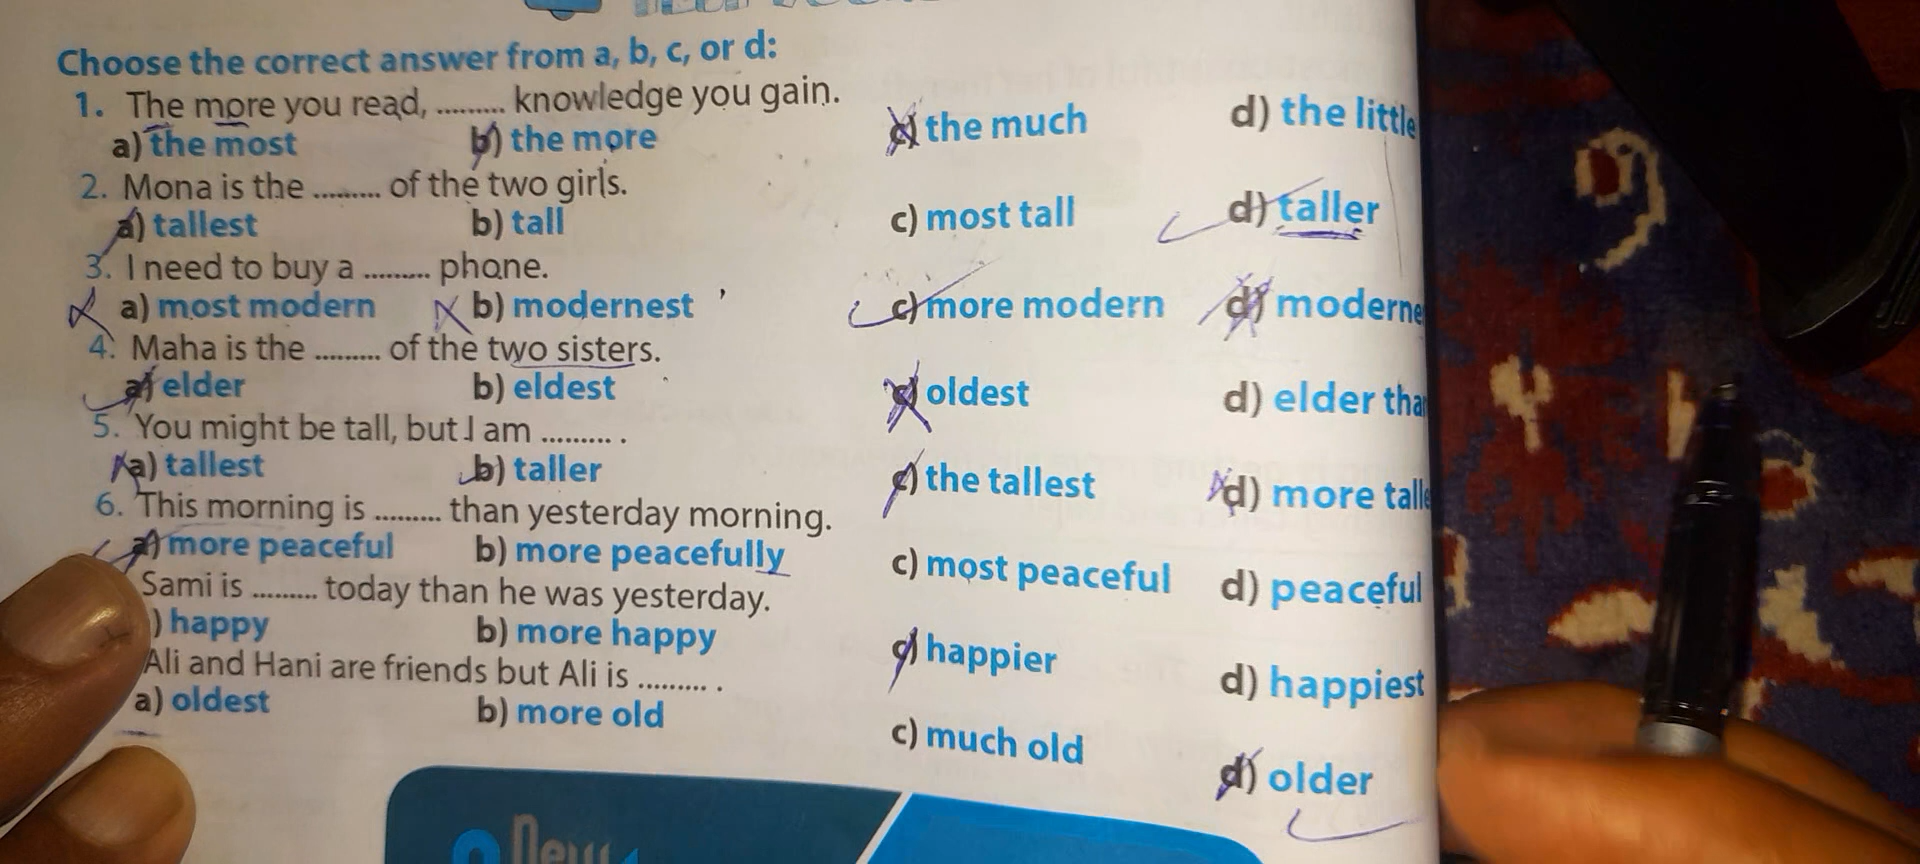 Choose the correct answer from a, b, c, or d:
1. The more you read, ......... knowledge you gain.
a) the most b) the more c) the much d) the little
2. Mona is the ......... of the two girls.
a) tallest b) tall c) most tall d) taller
3. I need to buy a ......... phone.
a) most modern b) modernest c) more modern d) moderne
4. Maha is the ......... of the two sisters.
a) elder b) eldest c) oldest d) elder than
5. You might be tall, but I am ......... .
a) tallest b) taller c) the tallest d) more talle
6. This morning is ......... than yesterday morning.
a) more peaceful b) more peacefully c) most peaceful d) peaceful
Sami is ......... today than he was yesterday.
) happy b) more happy c) happier d) happiest
Ali and Hani are friends but Ali is ......... .
a) oldest b) more old c) much old d) older
New